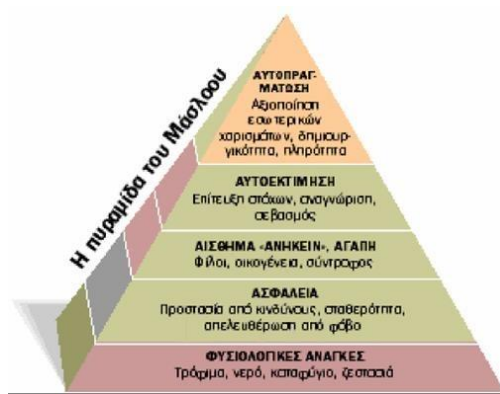 Η πυραμίδα του Μάσλοου
ΑΥΤΟΠΡΑΓ-
ΜΑΤΩΣΗ
Αξιοποίηση
εσωτερικών
χαρισμάτων, δημιουρ-
γικότητα, πληρότητα
ΑΥΤΟΕΚΤΙΜΗΣΗ
Επίτευξη στόχων, αναγνώριση,
σεβασμός
ΑΙΣΘΗΜΑ «ΑΝΗΚΕΙΝ», ΑΓΑΠΗ
Φίλοι, οικογένεια, σύντροφος
ΑΣΦΑΛΕΙΑ
Προστασία από κινδύνους, σταθερότητα,
απελευθέρωση από φόβο
ΦΥΣΙΟΛΟΓΙΚΕΣ ΑΝΑΓΚΕΣ
Τρόφιμα, νερό, καταφύγιο, ζεστασιά